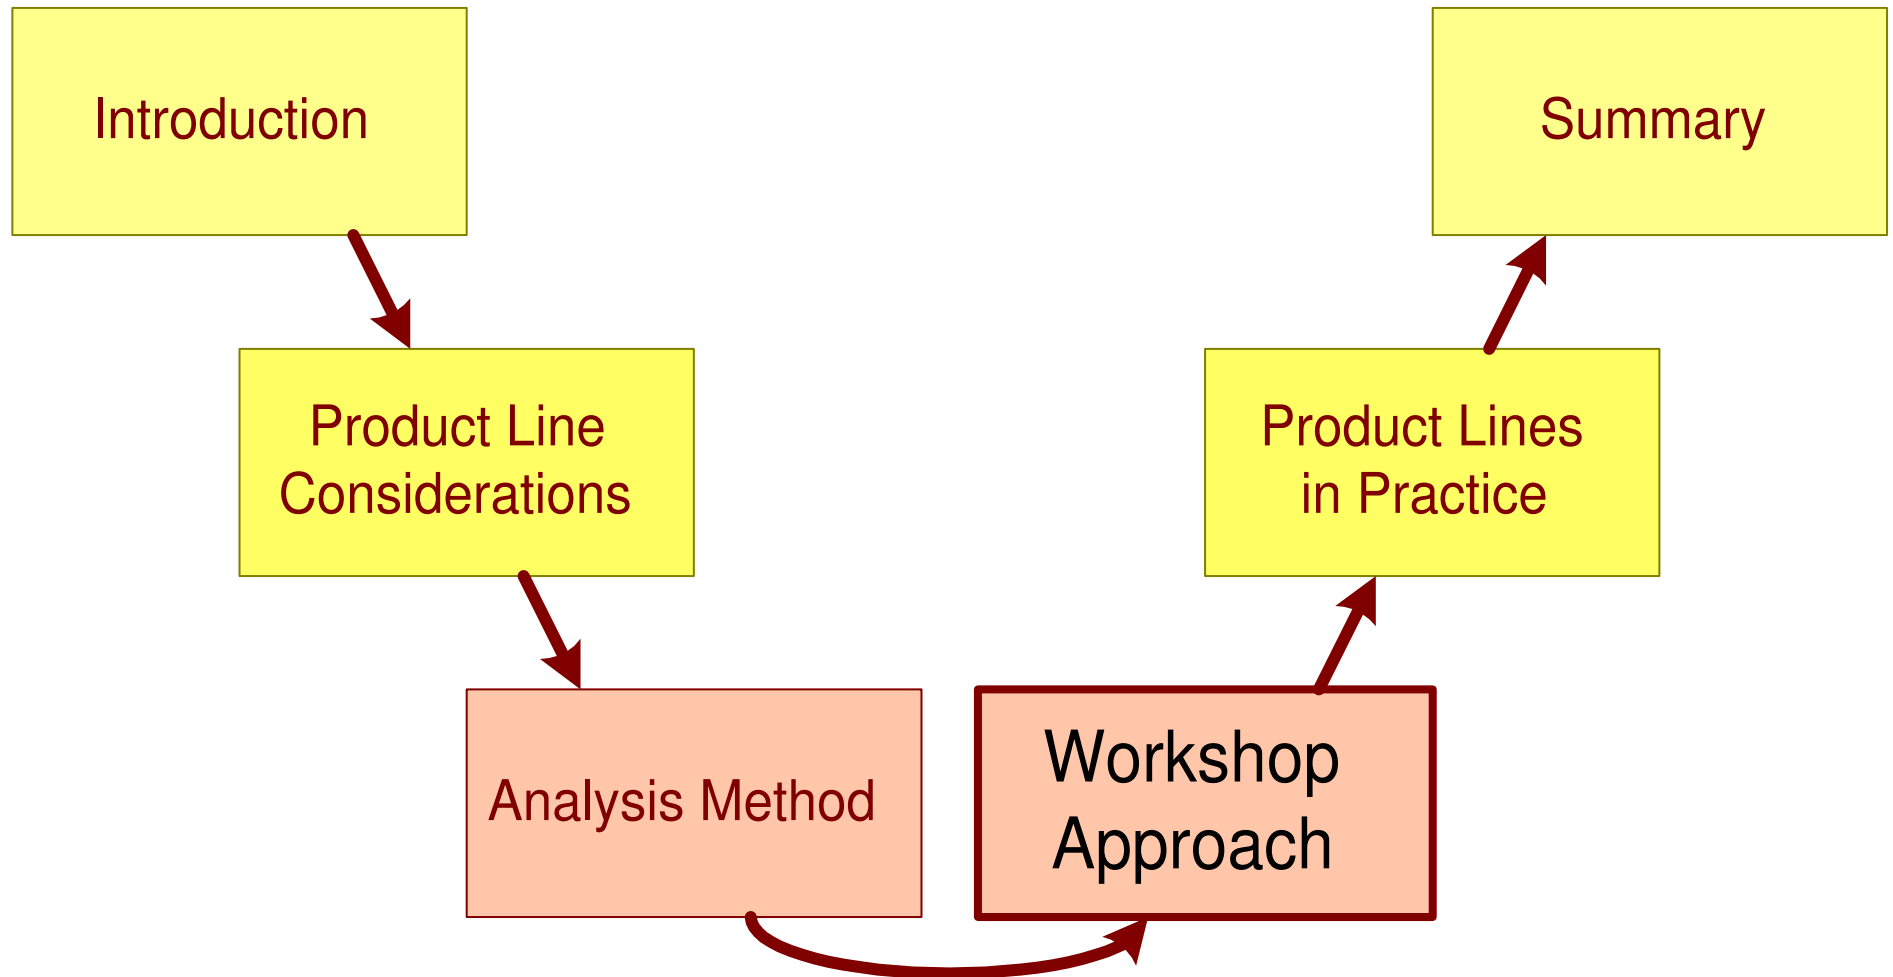 Introduction
Product Line
Considerations
Analysis Method
Workshop
Approach
Product Lines
in Practice
Summary